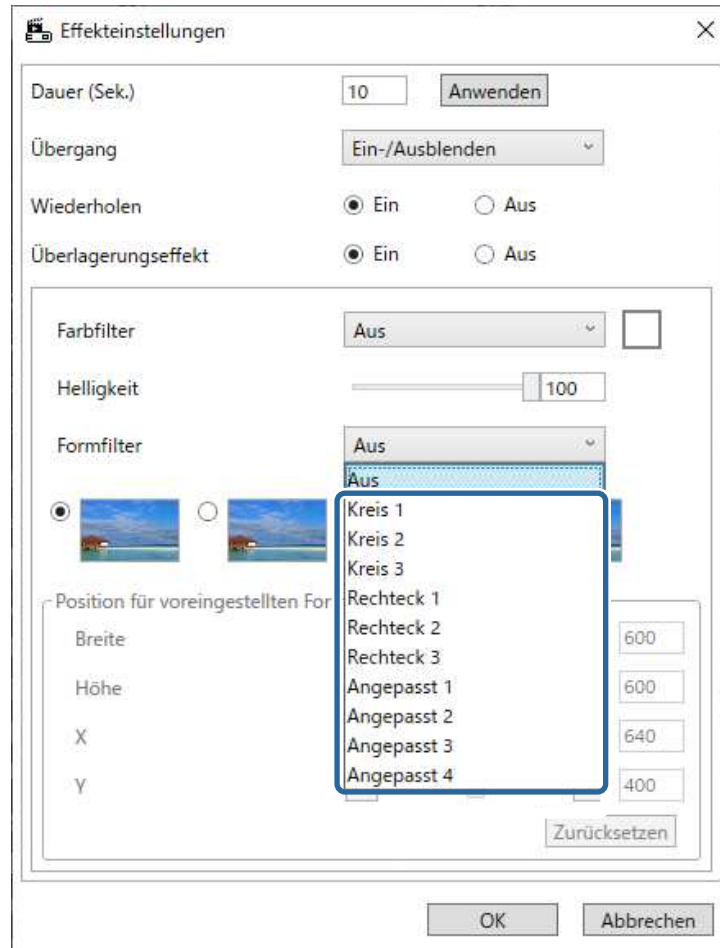 Effekteinstellungen
Dauer (Sek.) 10 Anwenden
Übergang Ein-/Ausblenden
Wiederholen Ein Aus
Überlagerungseffekt Ein Aus
Farbfilter Aus
Helligkeit 100
Formfilter Aus
Aus
Kreis 1
Kreis 2
Kreis 3
Rechteck 1
Rechteck 2
Rechteck 3
Angepasst 1
Angepasst 2
Angepasst 3
Angepasst 4
Position für voreingestellten For
Breite 600
Höhe 600
X 640
Y 400
Zurücksetzen
OK Abbrechen